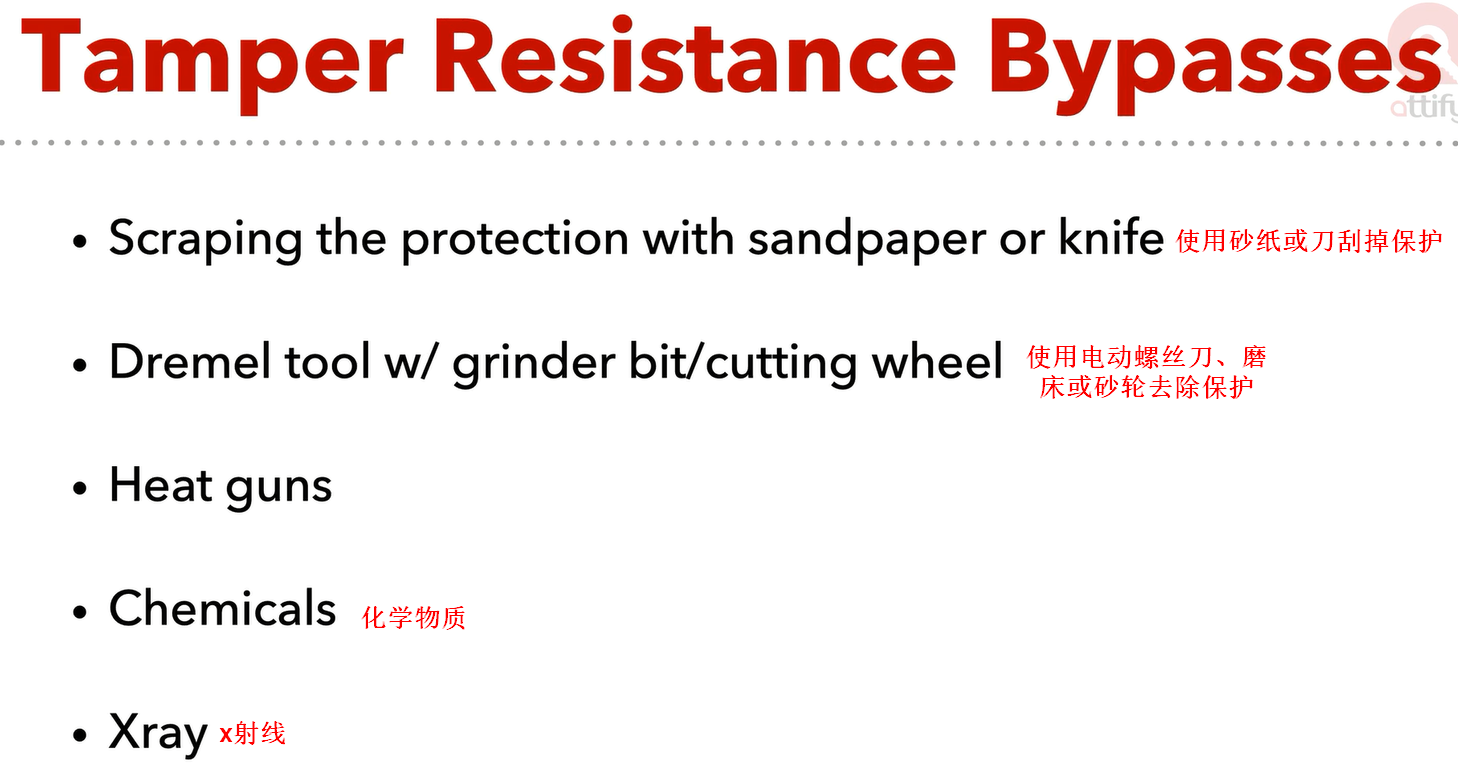 Tamper Resistance Bypasses
attify
• Scraping the protection with sandpaper or knife 使用砂纸或刀刮掉保护
• Dremel tool w/ grinder bit/cutting wheel 使用电动螺丝刀、磨
床或砂轮去除保护
• Heat guns
• Chemicals 化学物质
• Xray x射线